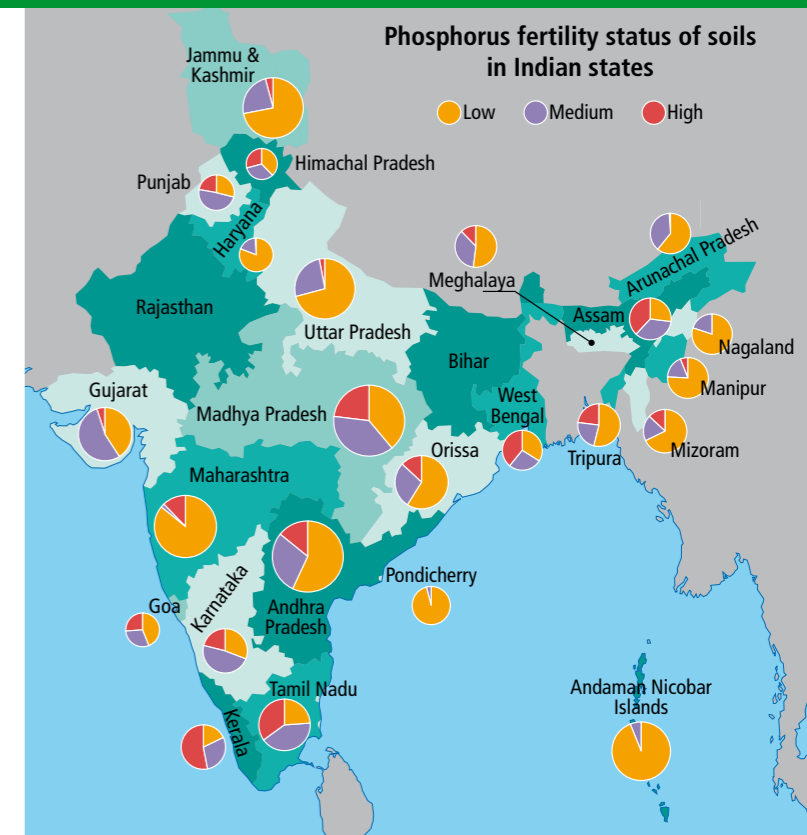 Phosphorus fertility status of soils
in Indian states
Low Medium High
Jammu &
Kashmir
Himachal Pradesh
Punjab
Haryana
Rajasthan
Uttar Pradesh
Meghalaya
Arunachal Pradesh
Assam
Nagaland
Manipur
Mizoram
Tripura
Bihar
West
Bengal
Gujarat
Madhya Pradesh
Orissa
Maharashtra
Goa
Karnataka
Andhra
Pradesh
Pondicherry
Tamil Nadu
Kerala
Andaman Nicobar
Islands